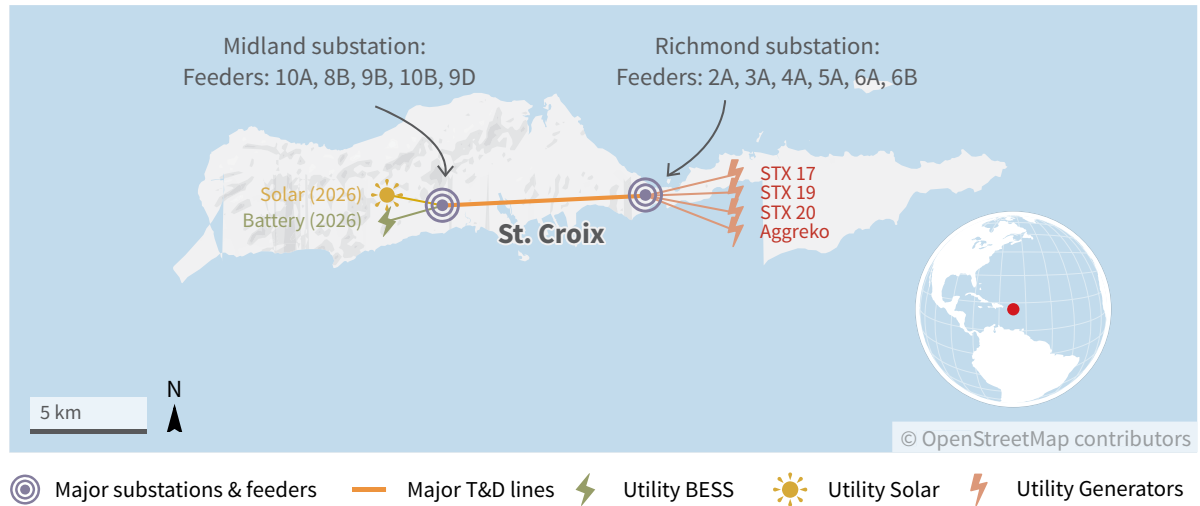 Midland substation:
Feeders: 10A, 8B, 9B, 10B, 9D
Richmond substation:
Feeders: 2A, 3A, 4A, 5A, 6A, 6B
Solar (2026)
Battery (2026)
STX 17
STX 19
STX 20
Aggreko
St. Croix
N
5 km
© OpenStreetMap contributors
Major substations & feeders
Major T&D lines
Utility BESS
Utility Solar
Utility Generators